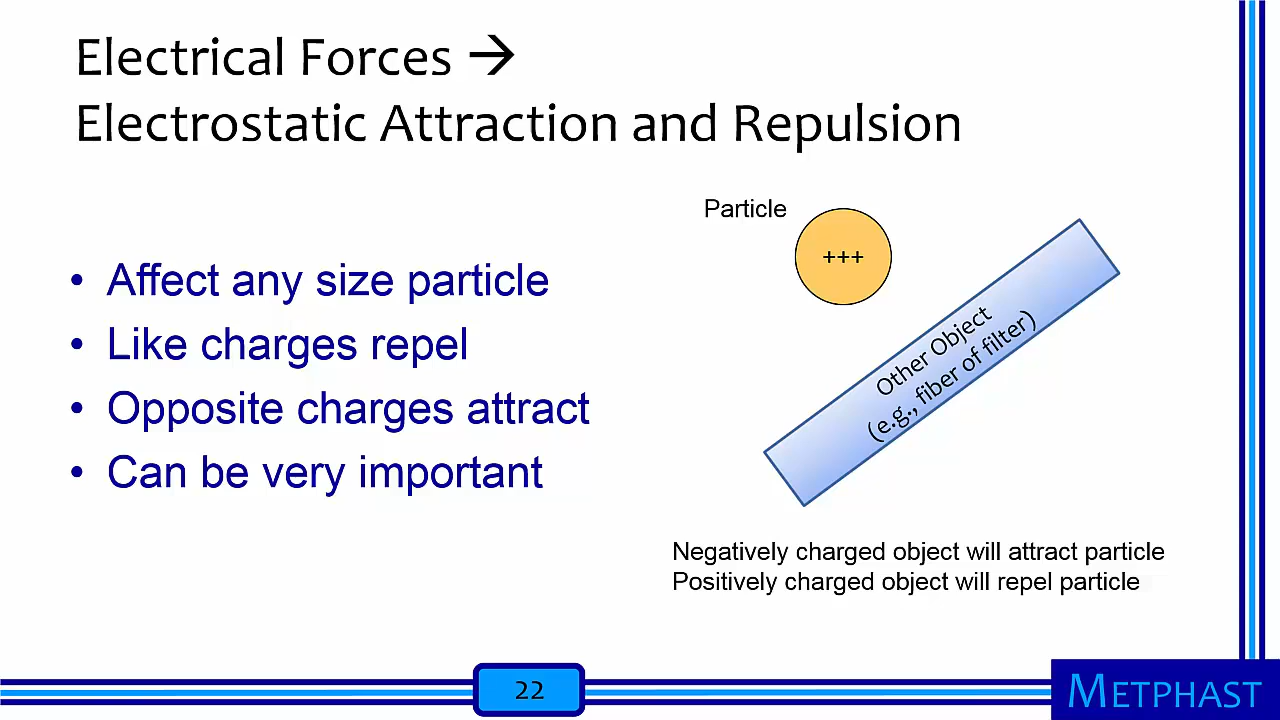 Electrical Forces →
Electrostatic Attraction and Repulsion
• Affect any size particle
• Like charges repel
• Opposite charges attract
• Can be very important
Particle
+++
Other Object
(e.g., fiber of filter)
Negatively charged object will attract particle
Positively charged object will repel particle
22
METPHAST